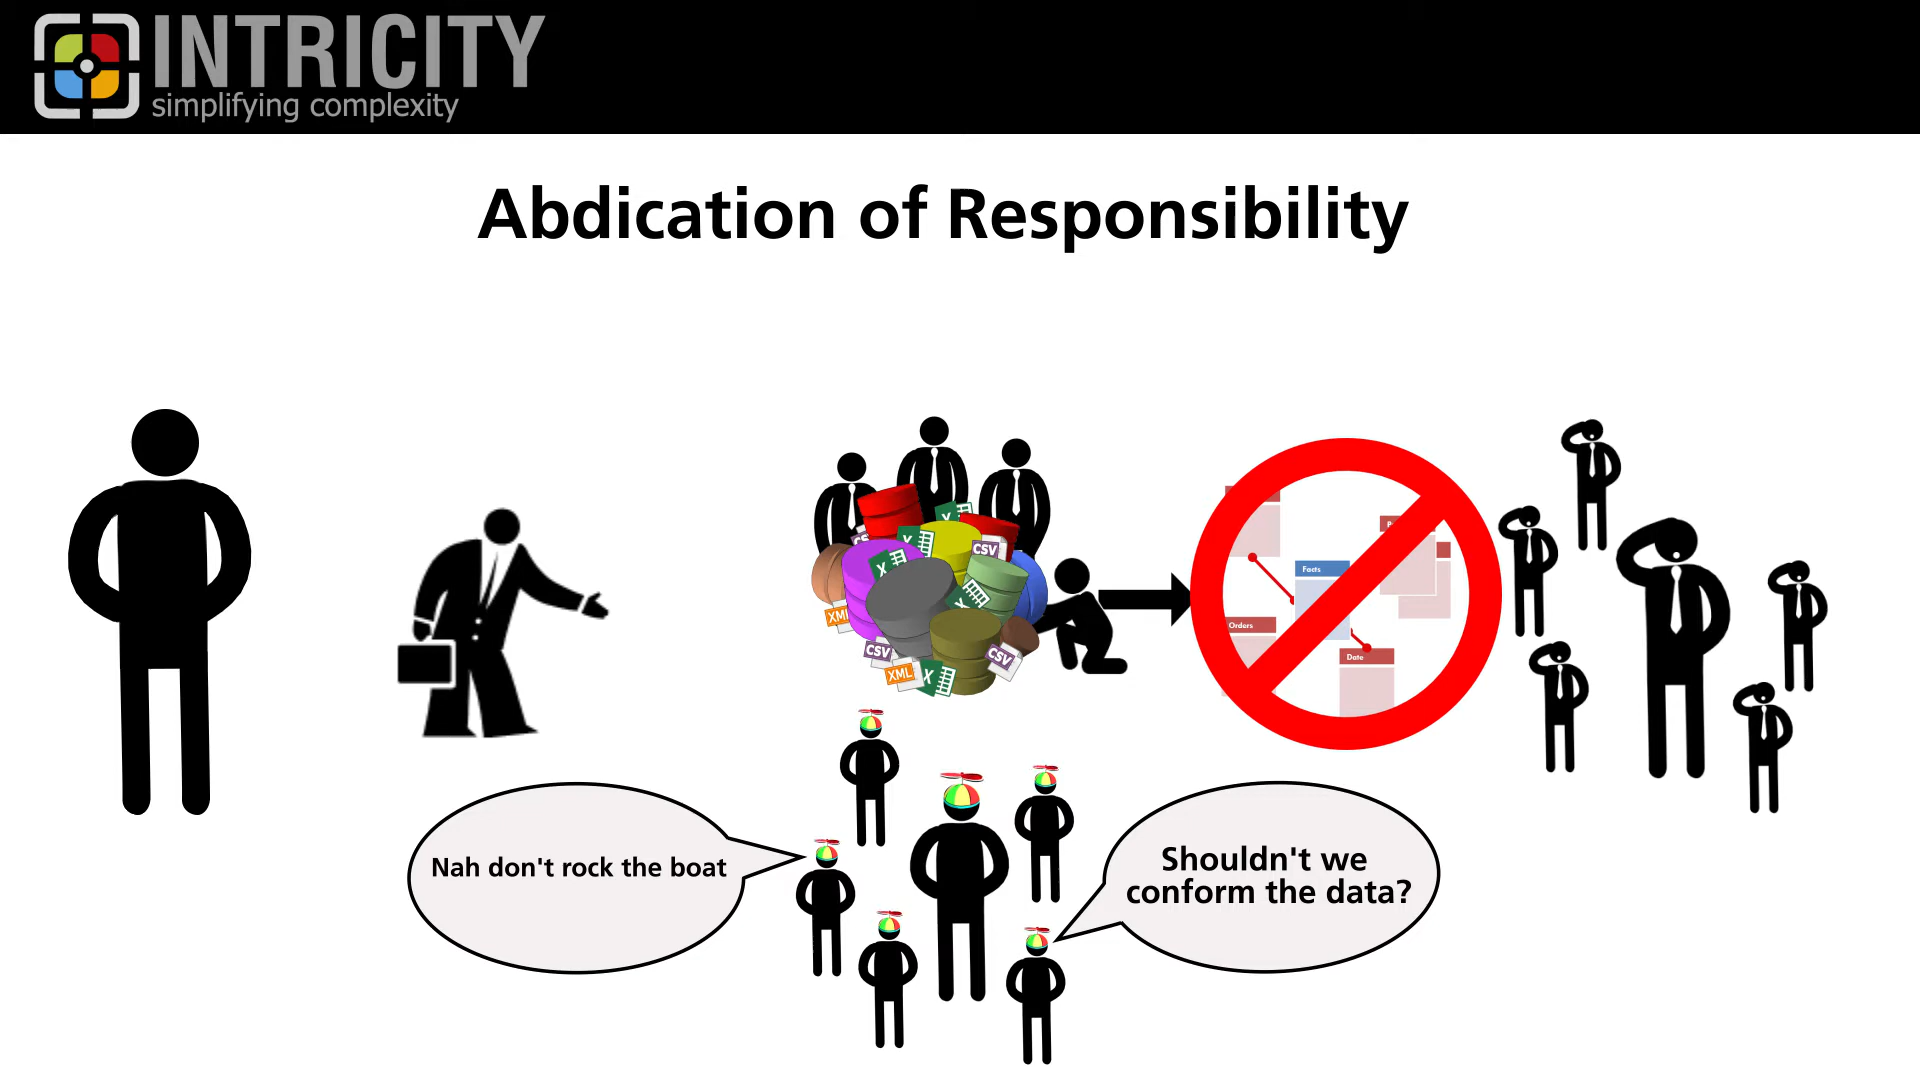 INTRICITY
simplifying complexity
Abdication of Responsibility
X
CSV
X
CSV
X
X
XML
CSV
CSV
XML
X
Facts
Orders
Date
Nah don't rock the boat
Shouldn't we
conform the data?